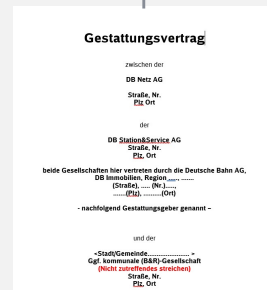 Gestattungsvertrag
zwischen der
DB Netz AG
Straße, Nr.
Plz Ort
der
DB Station&Service AG
Straße, Nr.
Plz, Ort
beide Gesellschaften hier vertreten durch die Deutsche Bahn AG,
DB Immobilien, Region ....., .......
(Straße), ..... (Nr.).....,
.......(Plz), ..........(Ort)
- nachfolgend Gestattungsgeber genannt –
und der
<Stadt/Gemeinde...................... >
Ggf. kommunale (B&R)-Gesellschaft
(Nicht zutreffendes streichen)
Straße, Nr.
Plz, Ort